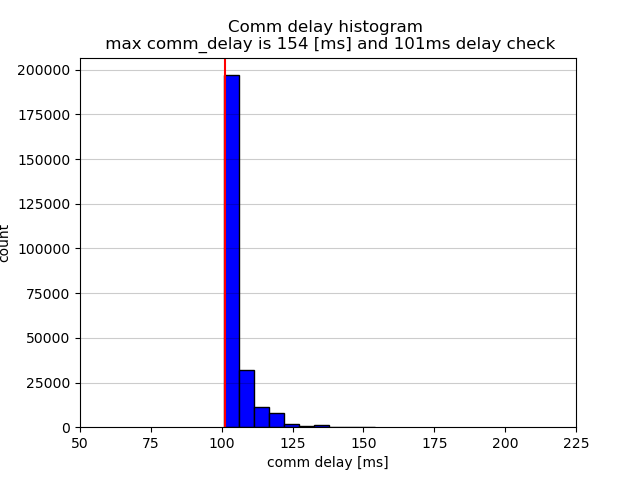 Comm delay histogram
max comm_delay is 154 [ms] and 101ms delay check
200000
175000
150000
125000
100000
75000
50000
25000
0
count
50 75 100 125 150 175 200 225
comm delay [ms]